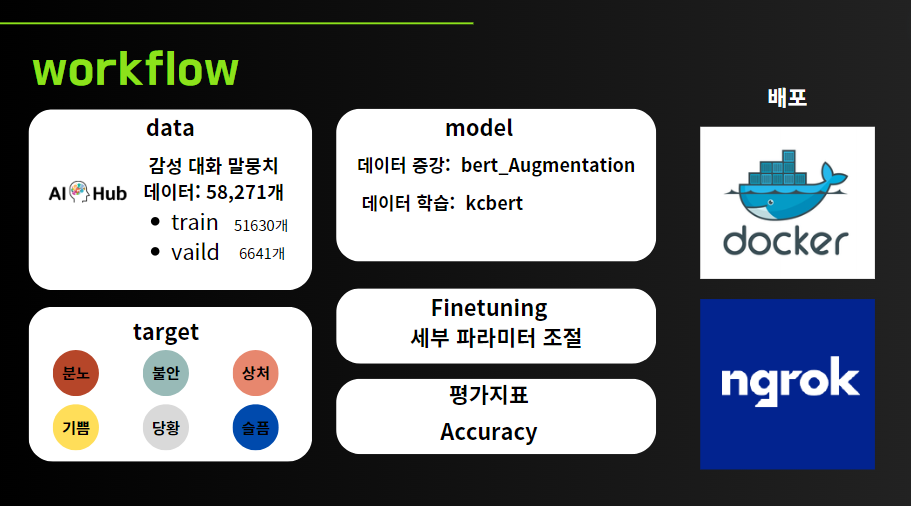 workflow
data
AI Hub
감성 대화 말뭉치
데이터: 58,271개
• train 51630개
• vaild 6641개
target
분노 불안 상처
기쁨 당황 슬픔
model
데이터 증강: bert_Augmentation
데이터 학습: kcbert
Finetuning
세부 파라미터 조절
평가지표
Accuracy
배포
docker
ngrok